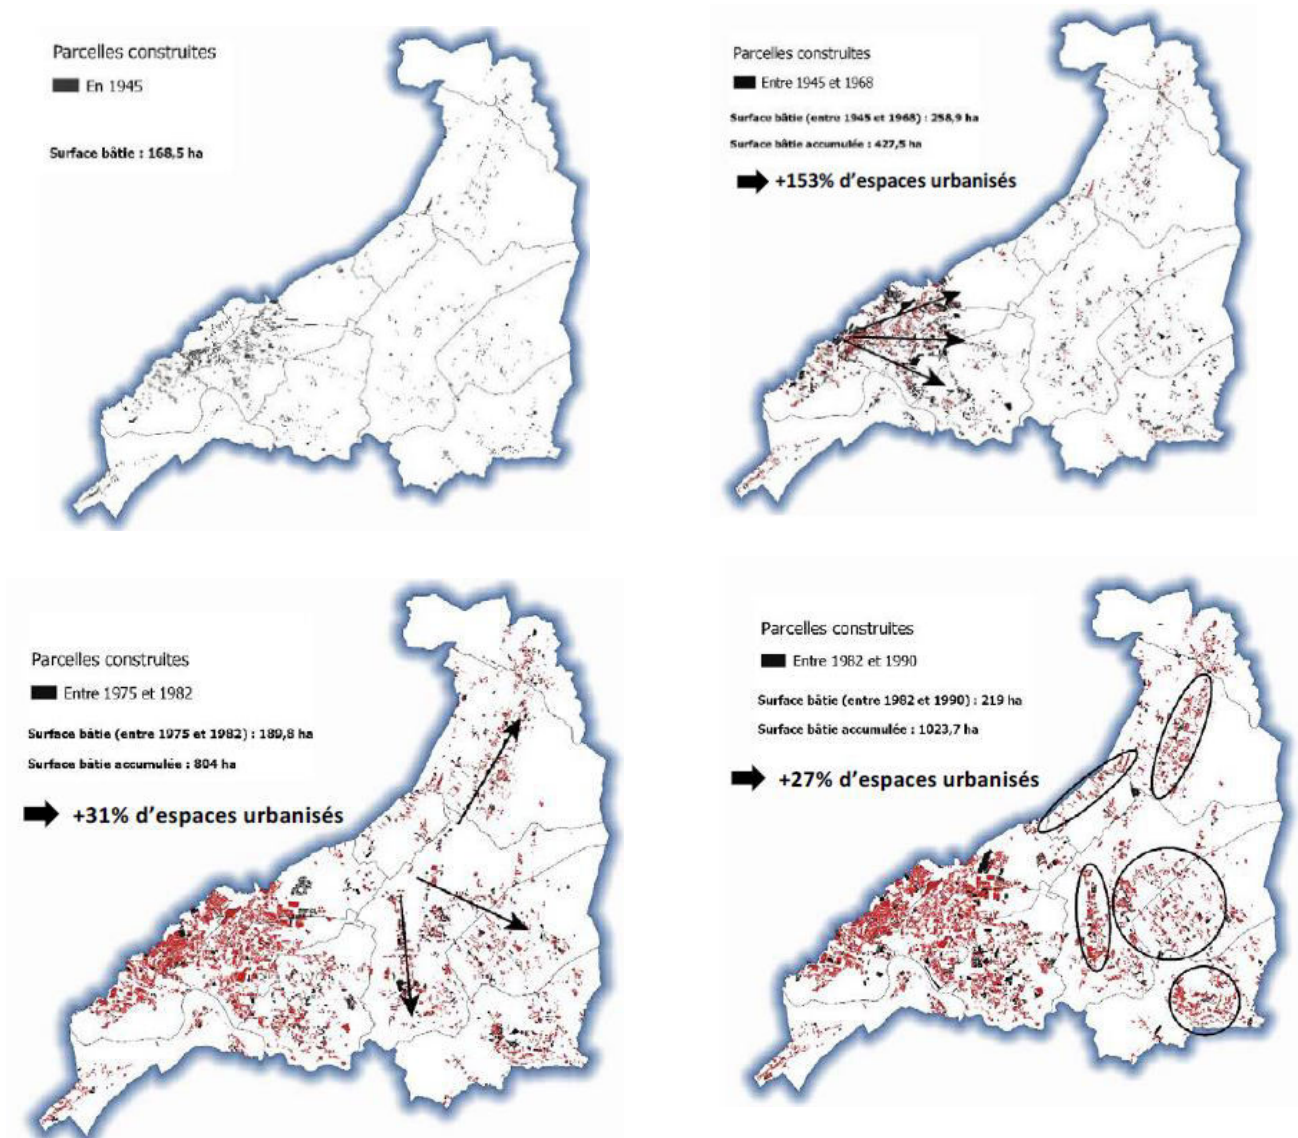 Parcelles construites
En 1945
Surface bâtie : 168,5 ha
Parcelles construites
Entre 1945 et 1968
Surface bâtie (entre 1945 et 1968) : 258,9 ha
Surface bâtie accumulée : 427,5 ha
+153% d'espaces urbanisés
Parcelles construites
Entre 1975 et 1982
Surface bâtie (entre 1975 et 1982) : 189,8 ha
Surface bâtie accumulée : 804 ha
+31% d'espaces urbanisés
Parcelles construites
Entre 1982 et 1990
Surface bâtie (entre 1982 et 1990) : 219 ha
Surface bâtie accumulée : 1023,7 ha
+27% d'espaces urbanisés